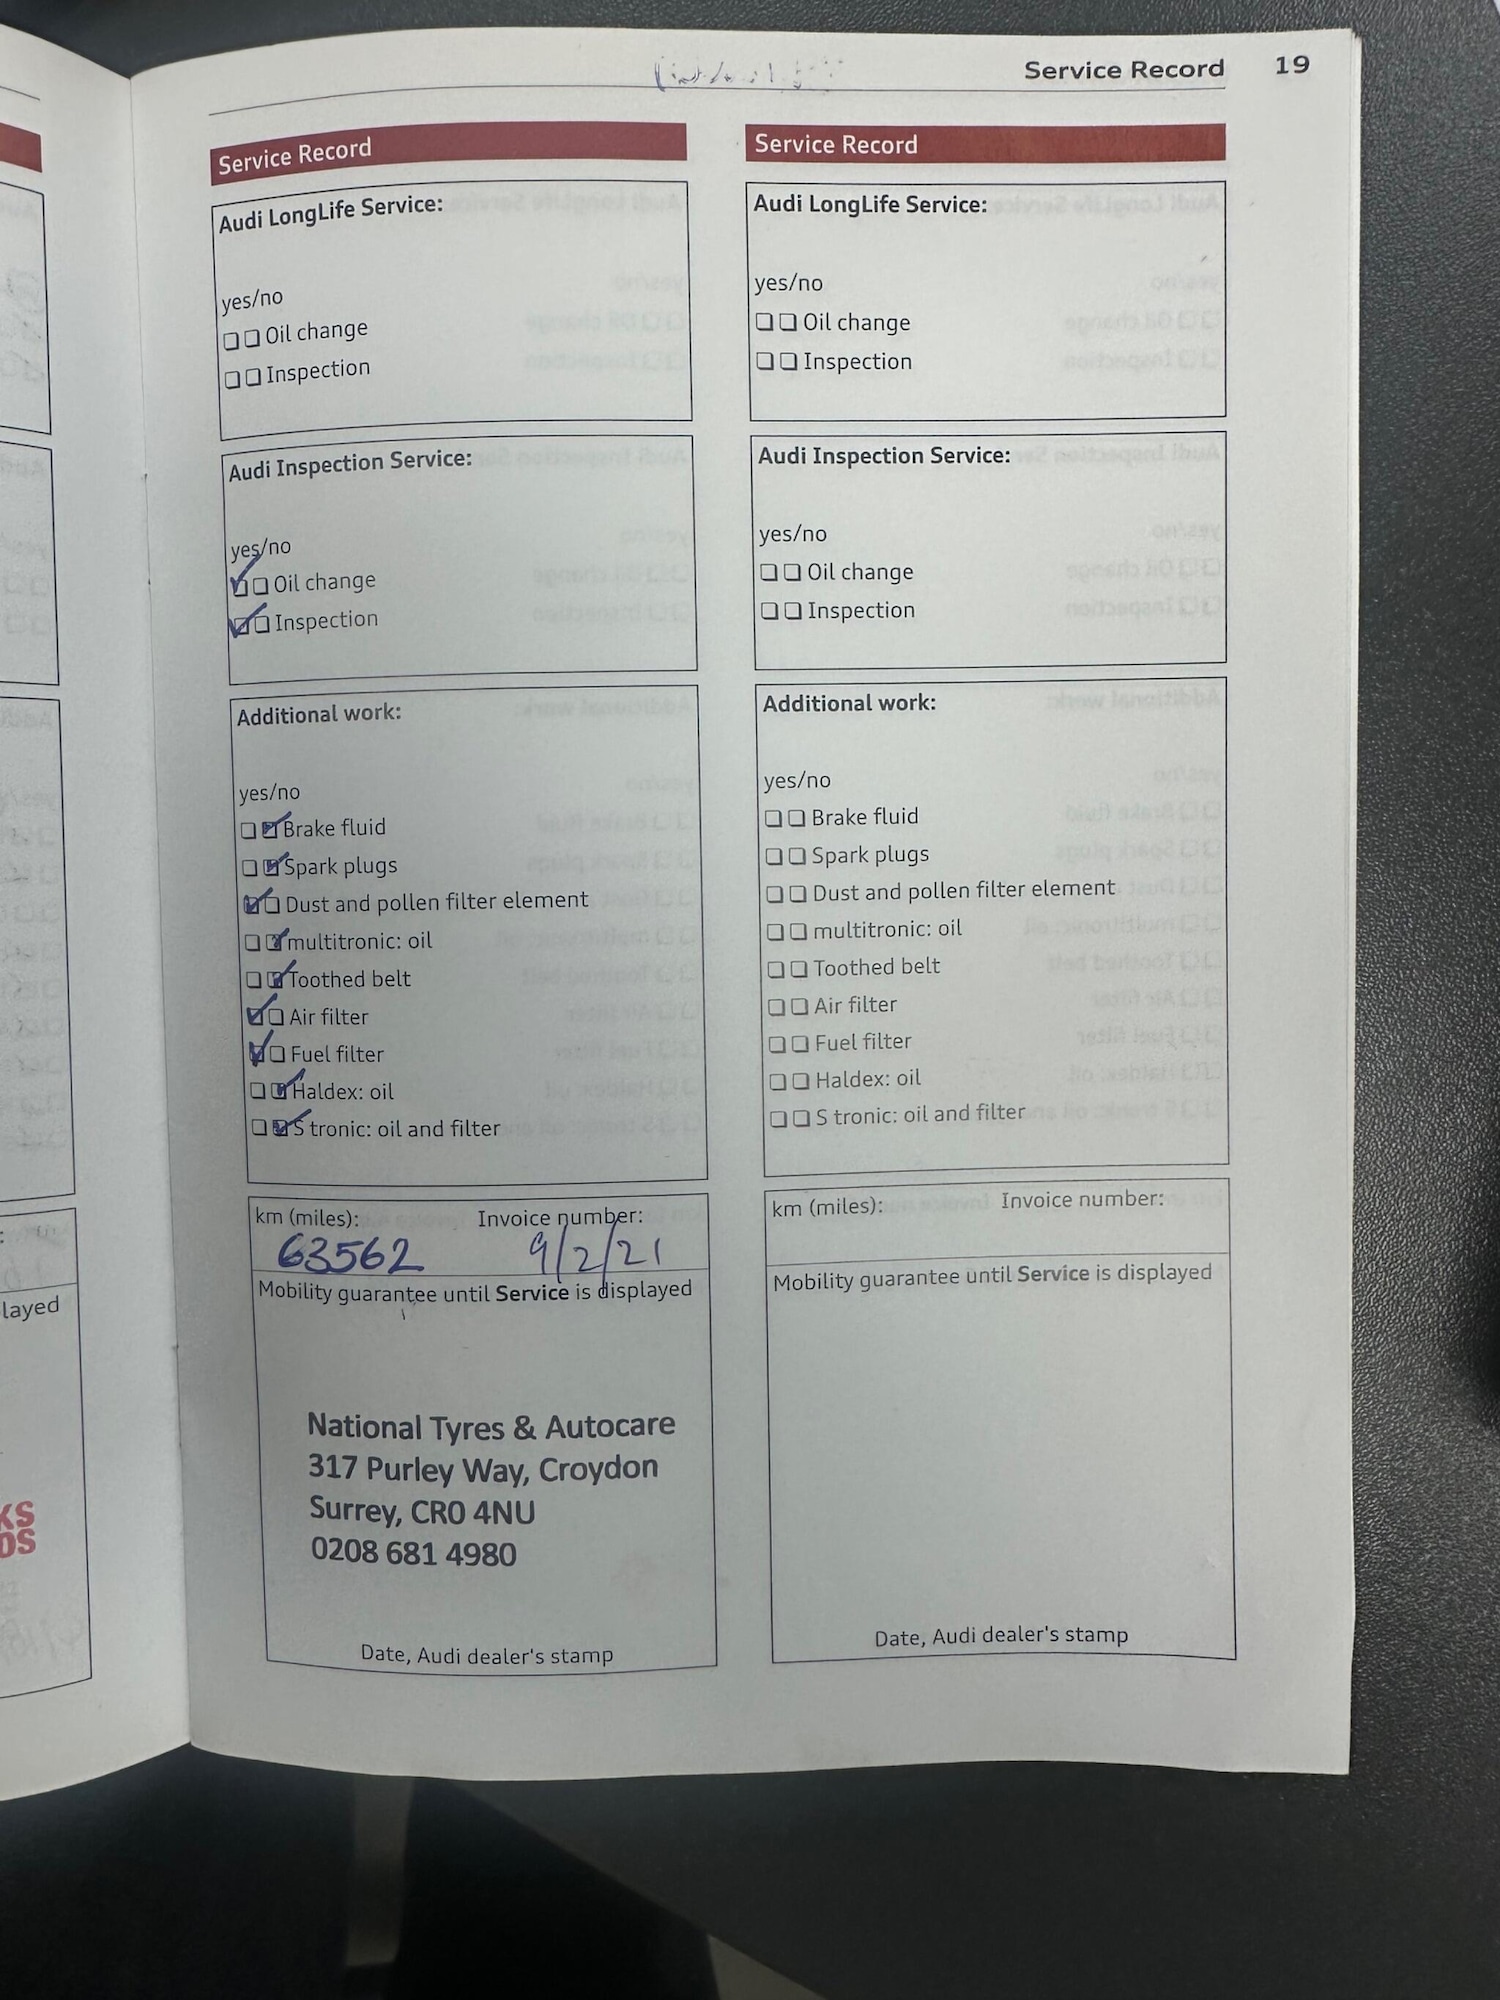 Service Record 19
Service Record
Audi LongLife Service:
yes/no
Oil change
Inspection
Audi Inspection Service:
yes/no
Oil change
Inspection
Additional work:
yes/no
Brake fluid
Spark plugs
Dust and pollen filter element
multitronic: oil
Toothed belt
Air filter
Fuel filter
Haldex: oil
S tronic: oil and filter
km (miles): Invoice number:
63562 9/2/21
Mobility guarantee until Service is displayed
National Tyres & Autocare
317 Purley Way, Croydon
Surrey, CR0 4NU
0208 681 4980
Date, Audi dealer's stamp
Service Record
Audi LongLife Service:
yes/no
Oil change
Inspection
Audi Inspection Service:
yes/no
Oil change
Inspection
Additional work:
yes/no
Brake fluid
Spark plugs
Dust and pollen filter element
multitronic: oil
Toothed belt
Air filter
Fuel filter
Haldex: oil
S tronic: oil and filter
km (miles): Invoice number:
Mobility guarantee until Service is displayed
Date, Audi dealer's stamp
layed
KS
DS